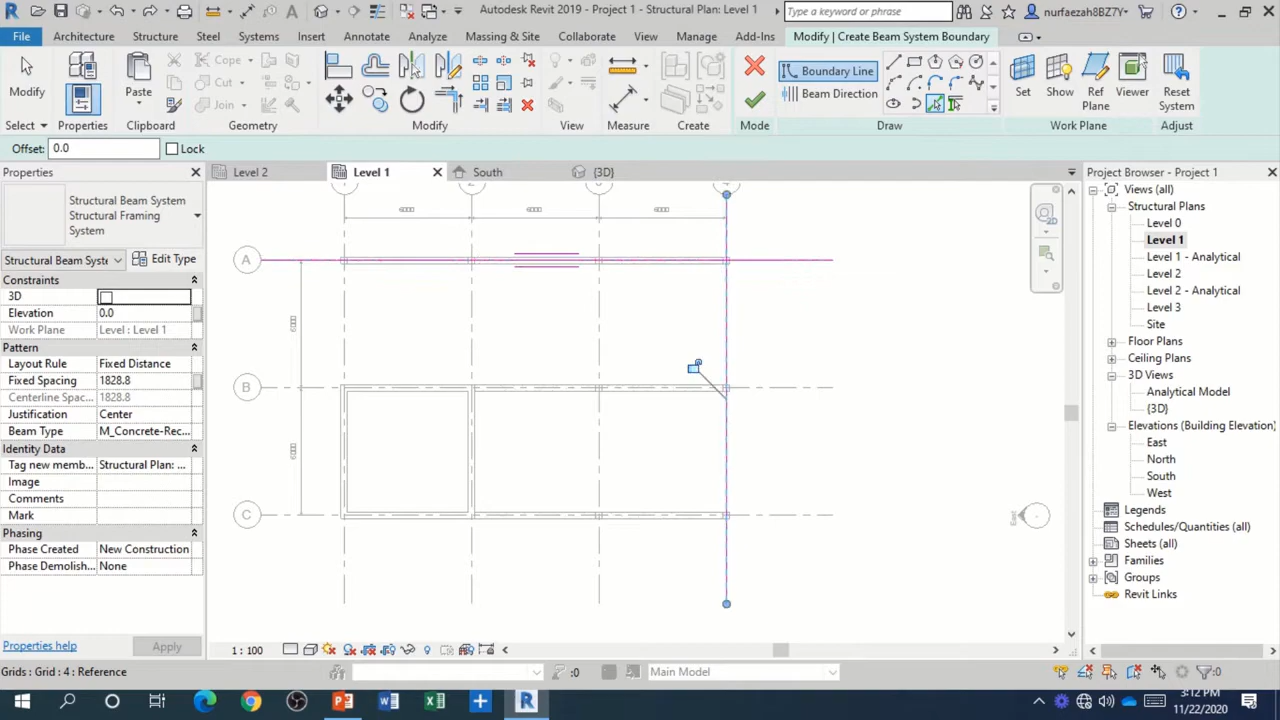 Autodesk Revit 2019 - Project 1 - Structural Plan: Level 1
Type a keyword or phrase
nurfaezah8BZ7Y
File Architecture Structure Steel Systems Insert Annotate Analyze Massing & Site Collaborate View Manage Add-Ins Modify | Create Beam System Boundary
Modify
Select
Properties
Paste
Clipboard
Cope
Cut
Join
Geometry
Modify
View
Measure
Create
Mode
Boundary Line
Beam Direction
Draw
Set
Show
Ref Plane
Viewer
Work Plane
Reset System
Adjust
Offset: 0.0 Lock
Properties
Level 2 Level 1 South {3D}
Project Browser - Project 1
Structural Beam System
Structural Framing
System
Structural Beam Syste Edit Type
Constraints
3D
Elevation 0.0
Work Plane Level : Level 1
Pattern
Layout Rule Fixed Distance
Fixed Spacing 1828.8
Centerline Spac... 1828.8
Justification Center
Beam Type M_Concrete-Rec...
Identity Data
Tag new memb... Structural Plan: ...
Image
Comments
Mark
Phasing
Phase Created New Construction
Phase Demolish... None
Properties help Apply
6000 6000 6000
A
B
C
East
1 : 100
Views (all)
Structural Plans
Level 0
Level 1
Level 1 - Analytical
Level 2
Level 2 - Analytical
Level 3
Site
Floor Plans
Ceiling Plans
3D Views
Analytical Model
{3D}
Elevations (Building Elevation)
East
North
South
West
Legends
Schedules/Quantities (all)
Sheets (all)
Families
Groups
Revit Links
Grids : Grid : 4 : Reference
:0
Main Model
:0
3:12 PM
11/22/2020